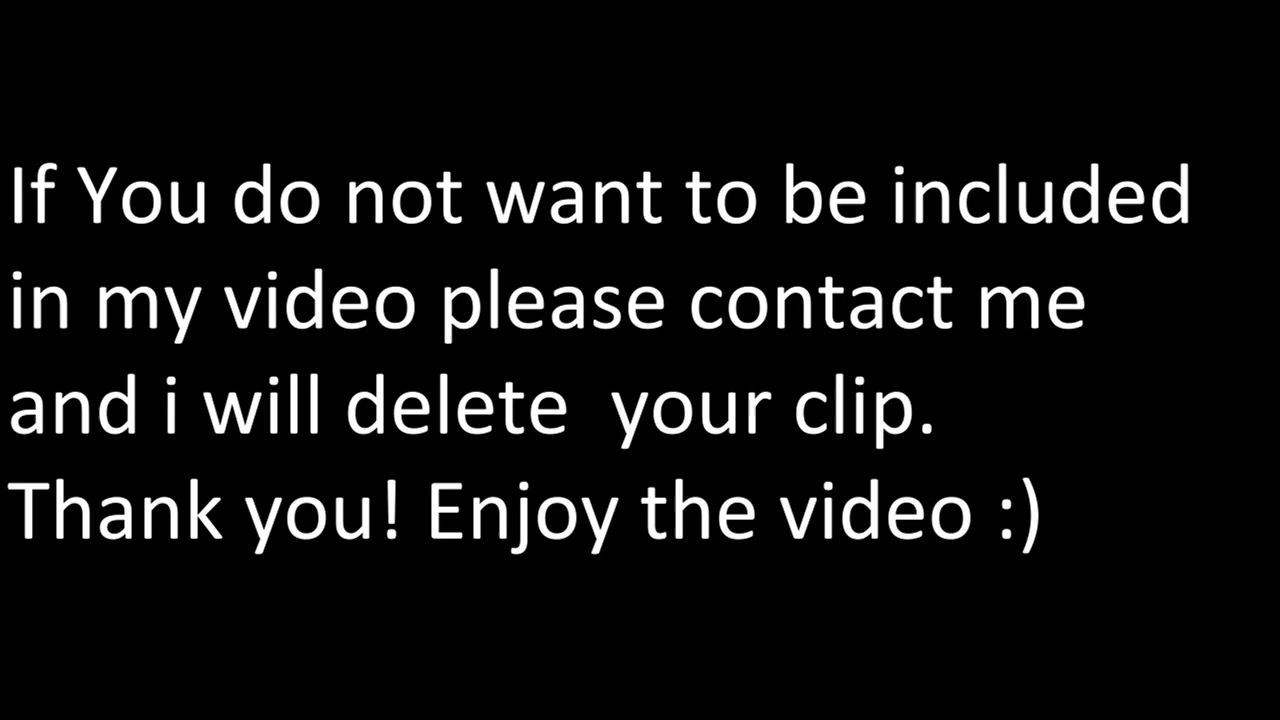 If You do not want to be included
in my video please contact me
and i will delete  your clip.
Thank you! Enjoy the video :)